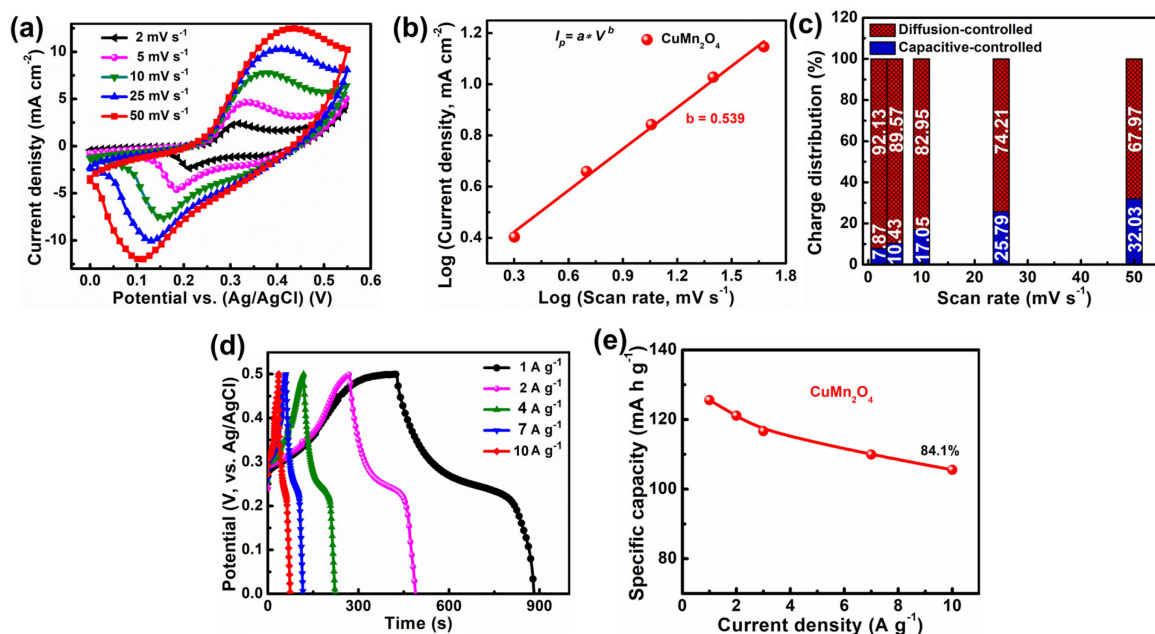 (a)
2 mV s⁻¹
5 mV s⁻¹
10 mV s⁻¹
25 mV s⁻¹
50 mV s⁻¹
Current denisty (mA cm⁻²)
10
5
0
-5
-10
0.0 0.1 0.2 0.3 0.4 0.5 0.6
Potential vs. (Ag/AgCl) (V)
(b)
Iₚ= a* Vᵇ
CuMn₂O₄
b = 0.539
Log (Current density, mA cm⁻²)
1.2
1.0
0.8
0.6
0.4
0.3 0.6 0.9 1.2 1.5 1.8
Log (Scan rate, mV s⁻¹)
(c)
Diffusion-controlled
Capacitive-controlled
Charge distribution (%)
120
100
80
60
40
20
0
92.13
7.87
89.57
10.43
82.95
17.05
74.21
25.79
67.97
32.03
0 10 20 30 40 50
Scan rate (mV s⁻¹)
(d)
1 A g⁻¹
2 A g⁻¹
4 A g⁻¹
7 A g⁻¹
10 A g⁻¹
Potential (V, vs. Ag/AgCl)
0.5
0.4
0.3
0.2
0.1
0.0
0 300 600 900
Time (s)
(e)
CuMn₂O₄
84.1%
Specific capacity (mA h g⁻¹)
140
120
100
80
0 2 4 6 8 10
Current density (A g⁻¹)